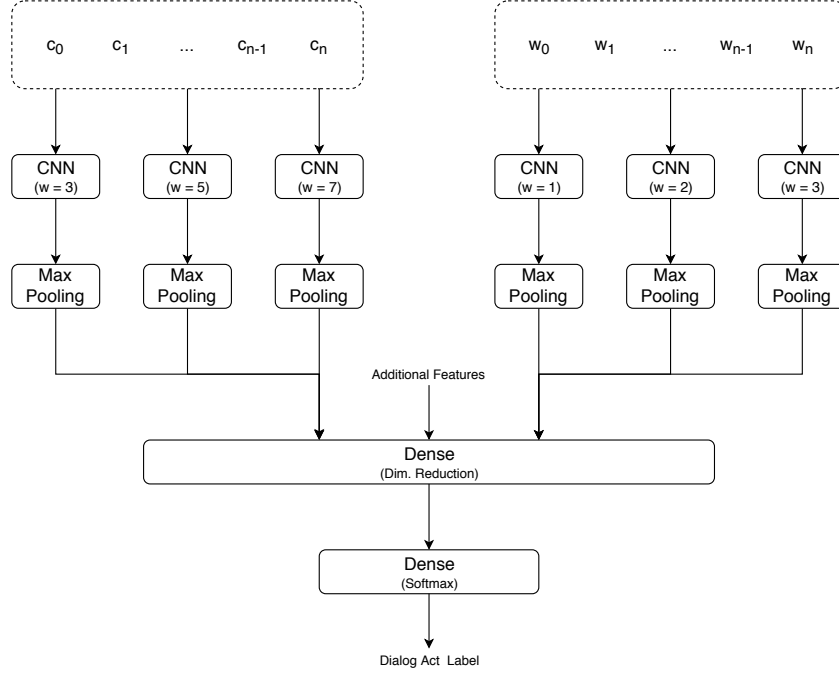 c0 c1 ... cn-1 cn w0 w1 ... wn-1 wn
CNN CNN CNN CNN CNN CNN
(w = 3) (w = 5) (w = 7) (w = 1) (w = 2) (w = 3)
Max Max Max Max Max Max
Pooling Pooling Pooling Pooling Pooling Pooling
Additional Features
Dense
(Dim. Reduction)
Dense
(Softmax)
Dialog Act Label